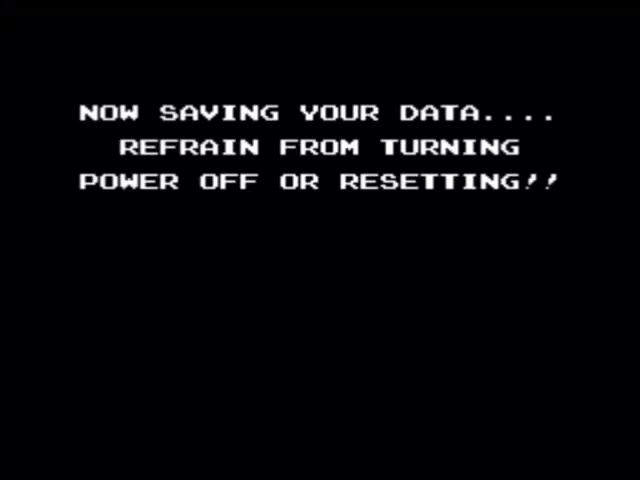 NOW SAVING YOUR DATA....
REFRAIN FROM TURNING
POWER OFF OR RESETTING!!